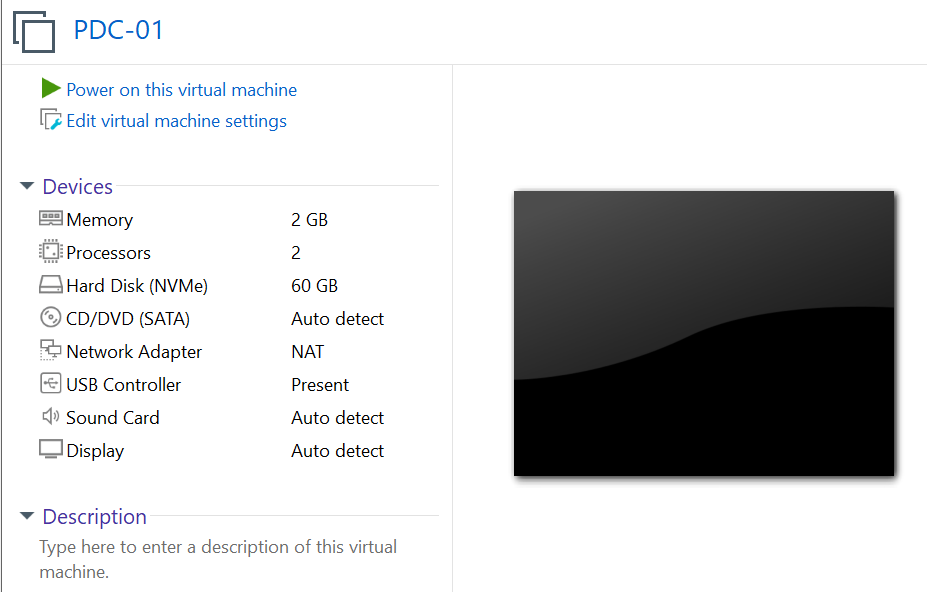 PDC-01
Power on this virtual machine
Edit virtual machine settings
Devices
Memory 2 GB
Processors 2
Hard Disk (NVMe) 60 GB
CD/DVD (SATA) Auto detect
Network Adapter NAT
USB Controller Present
Sound Card Auto detect
Display Auto detect
Description
Type here to enter a description of this virtual
machine.